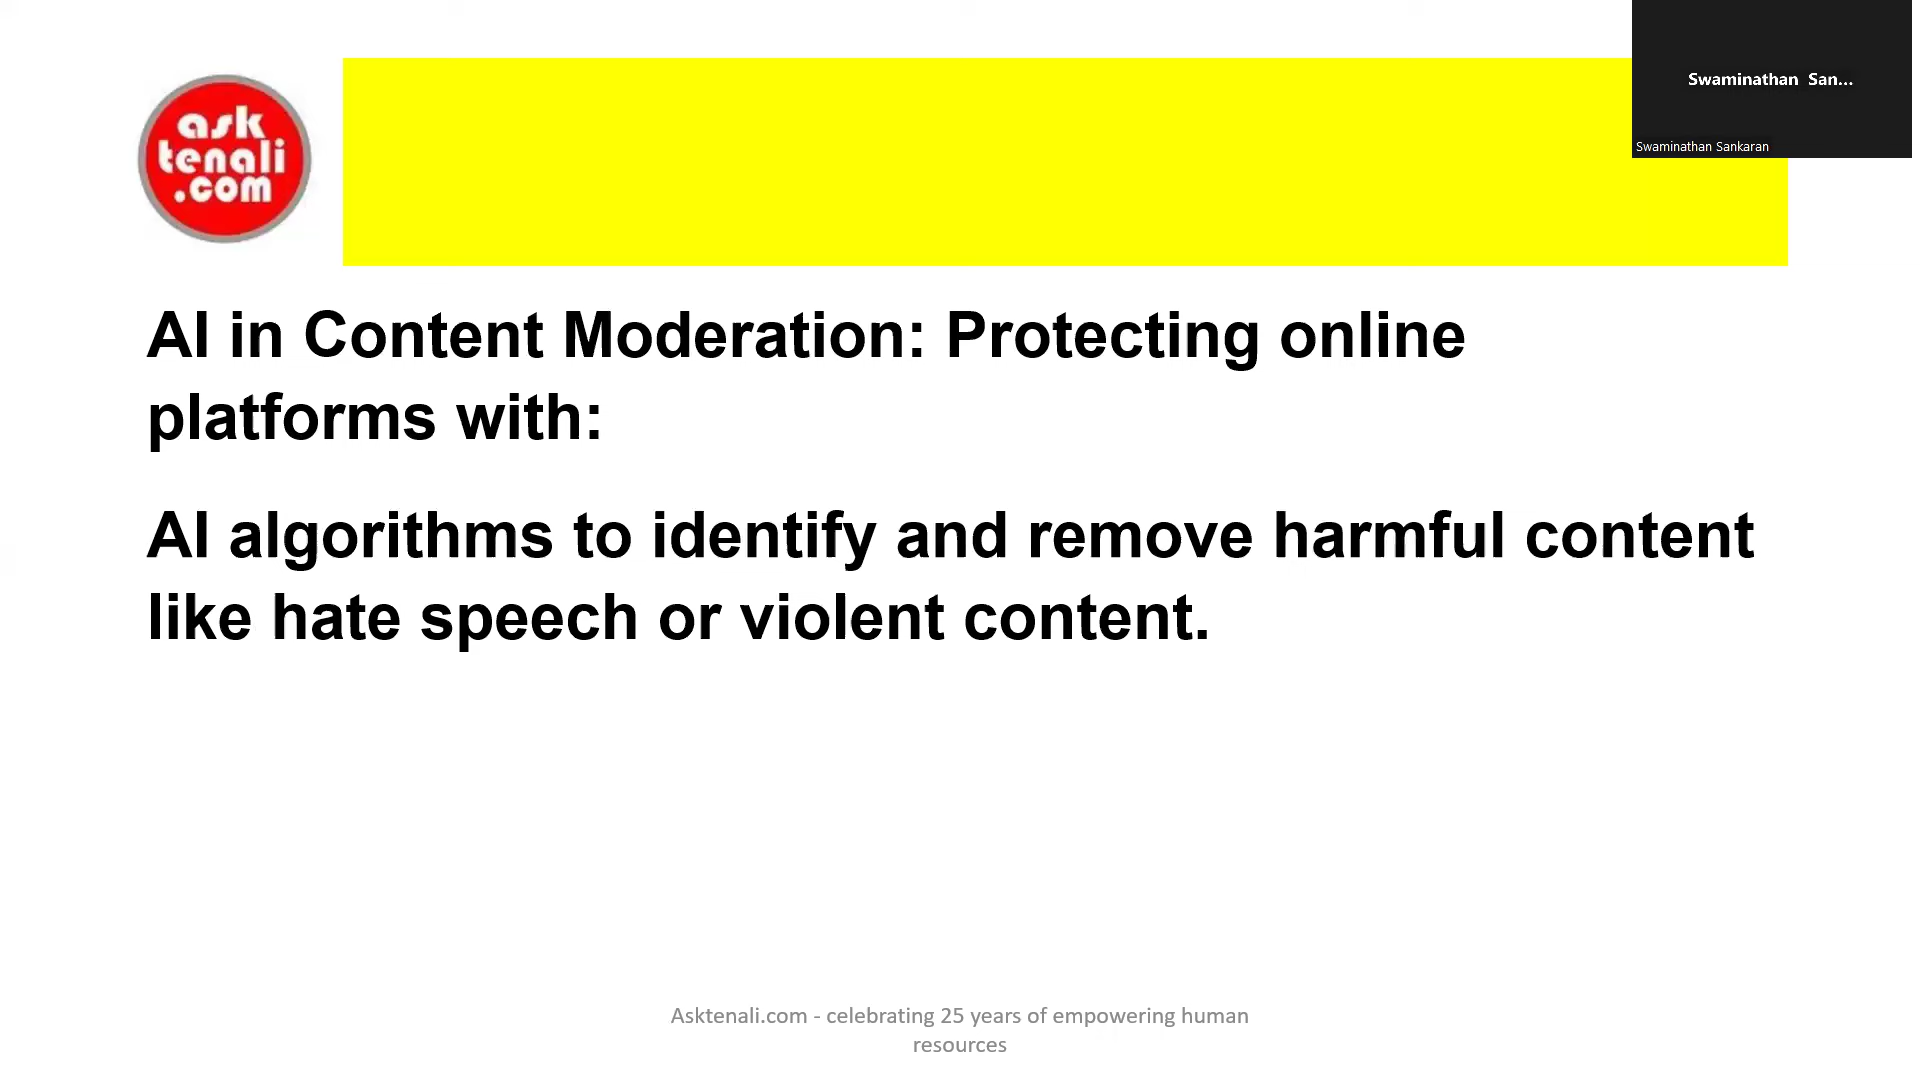 ask
tenali
.com
Swaminathan San...
Swaminathan Sankaran
AI in Content Moderation: Protecting online
platforms with:
AI algorithms to identify and remove harmful content
like hate speech or violent content.
Asktenali.com - celebrating 25 years of empowering human
resources